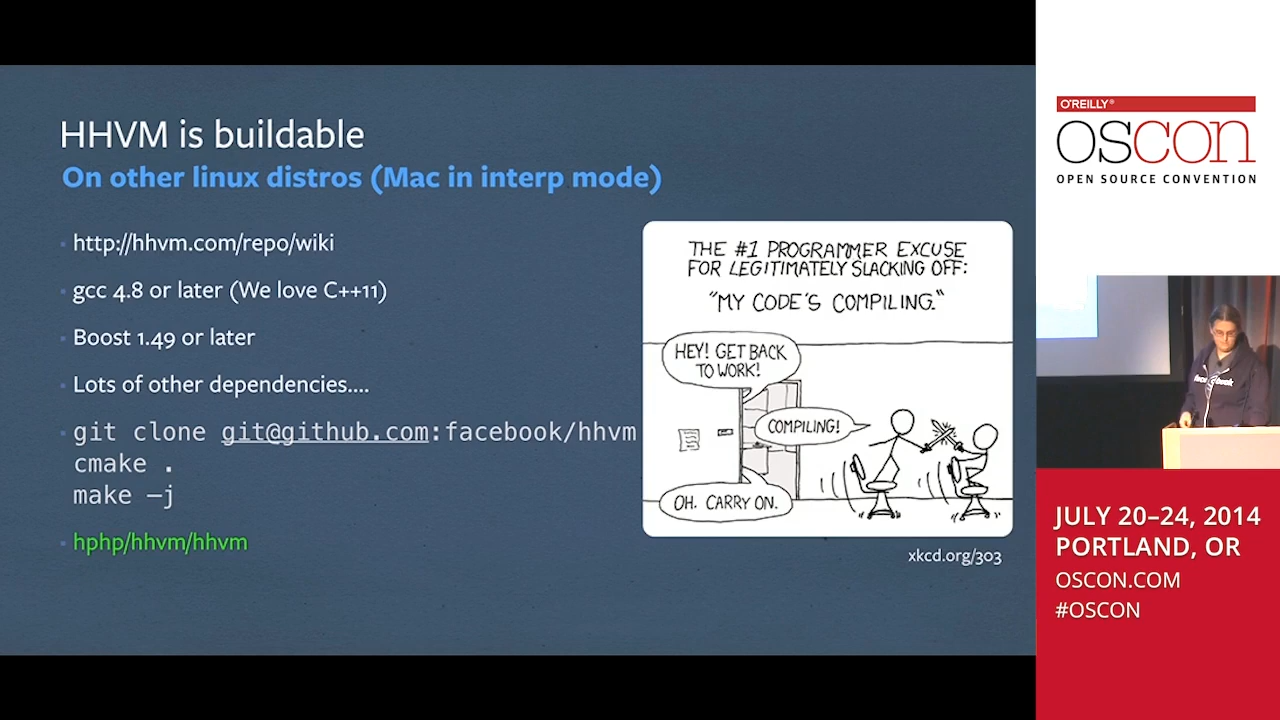 HHVM is buildable
On other linux distros (Mac in interp mode)
http://hhvm.com/repo/wiki
gcc 4.8 or later (We love C++11)
Boost 1.49 or later
Lots of other dependencies....
git clone git@github.com:facebook/hhvm
cmake .
make –j
hphp/hhvm/hhvm
THE #1 PROGRAMMER EXCUSE
FOR LEGITIMATELY SLACKING OFF:
"MY CODE'S COMPILING."
HEY! GET BACK
TO WORK!
COMPILING!
OH. CARRY ON.
xkcd.org/303
O'REILLY®
OSCON
OPEN SOURCE CONVENTION
JULY 20–24, 2014
PORTLAND, OR
OSCON.COM
#OSCON